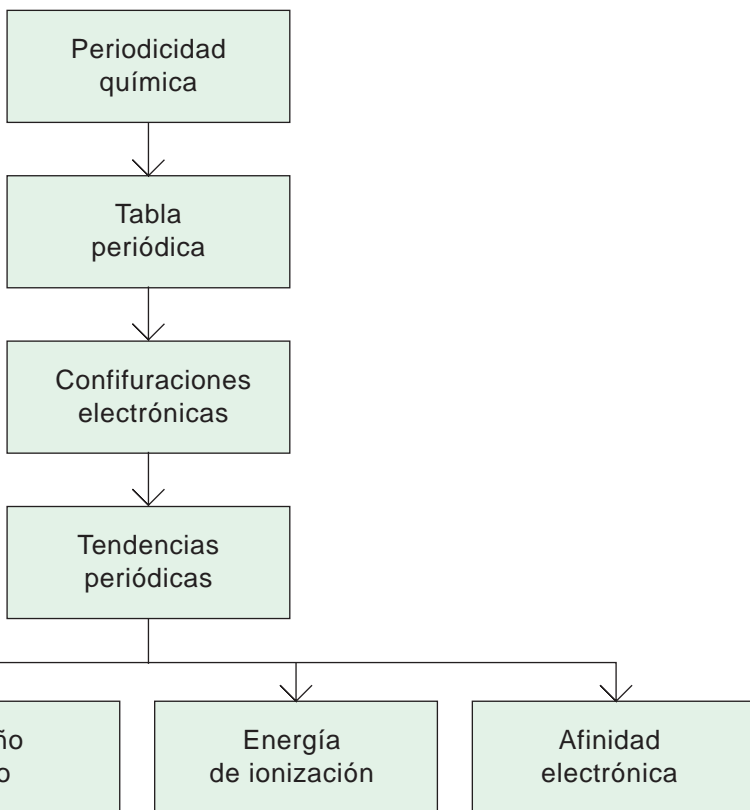 Periodicidad
química
Tabla
periódica
Confifuraciones
electrónicas
Tendencias
periódicas
Energía
de ionización
Afinidad
electrónica